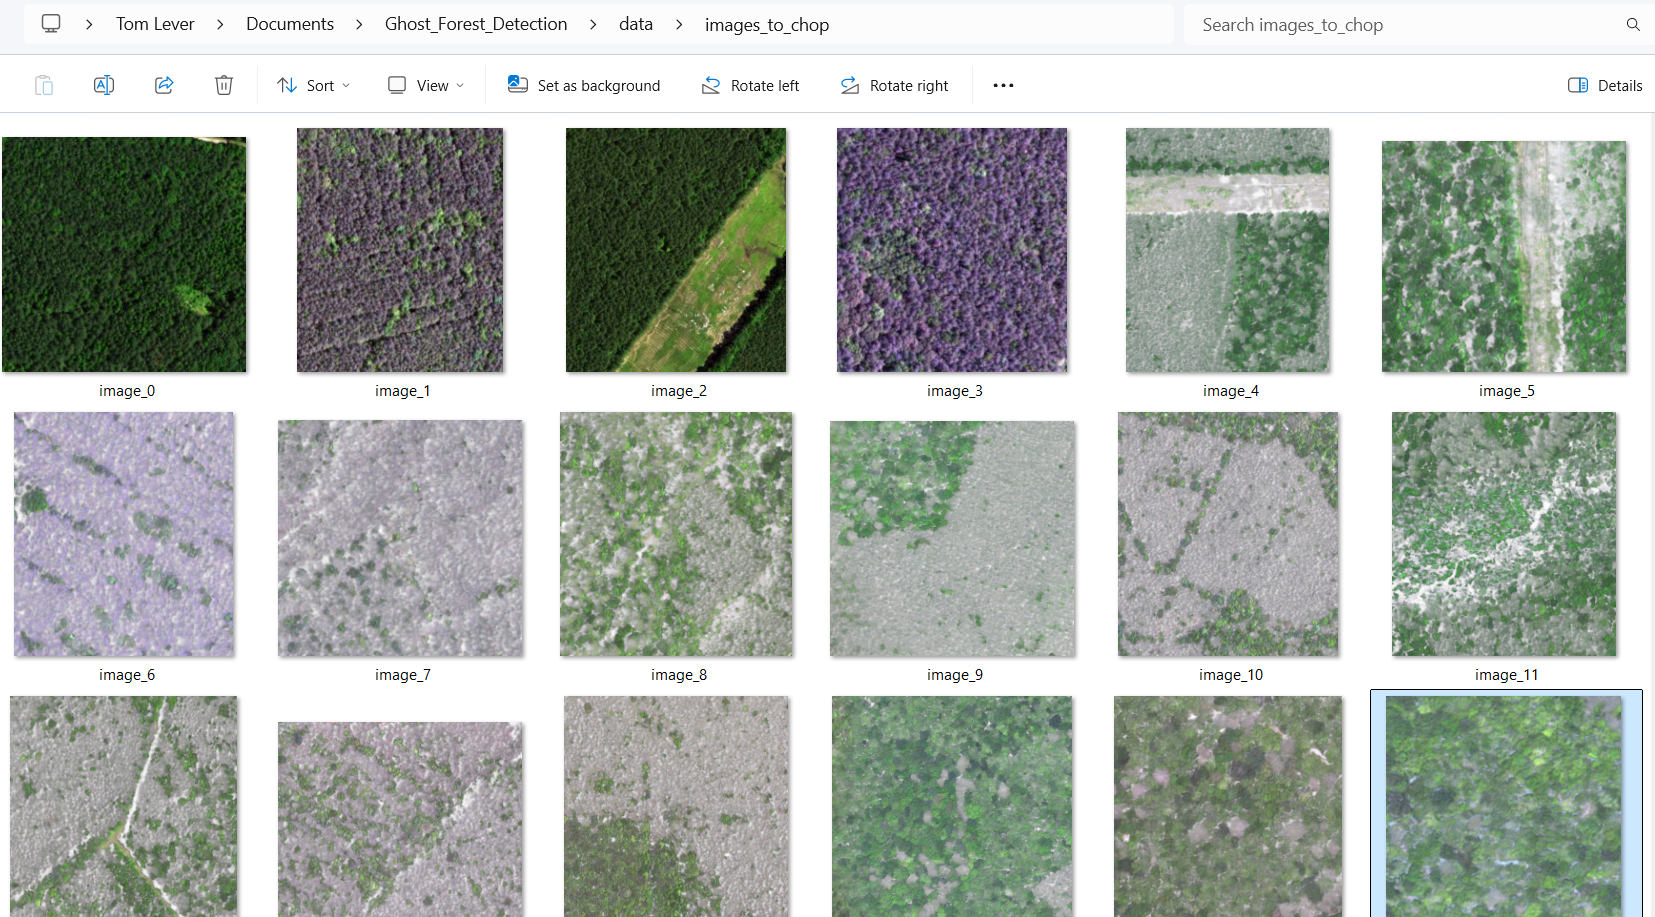 Tom Lever > Documents > Ghost_Forest_Detection > data > images_to_chop
Search images_to_chop
Sort View Set as background Rotate left Rotate right ... Details
image_0 image_1 image_2 image_3 image_4 image_5
image_6 image_7 image_8 image_9 image_10 image_11